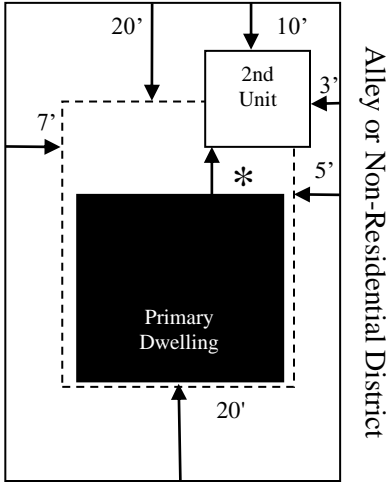 20’
10’
2nd
Unit
3’
7’
*
5’
Primary
Dwelling
20'
Alley or Non-Residential District